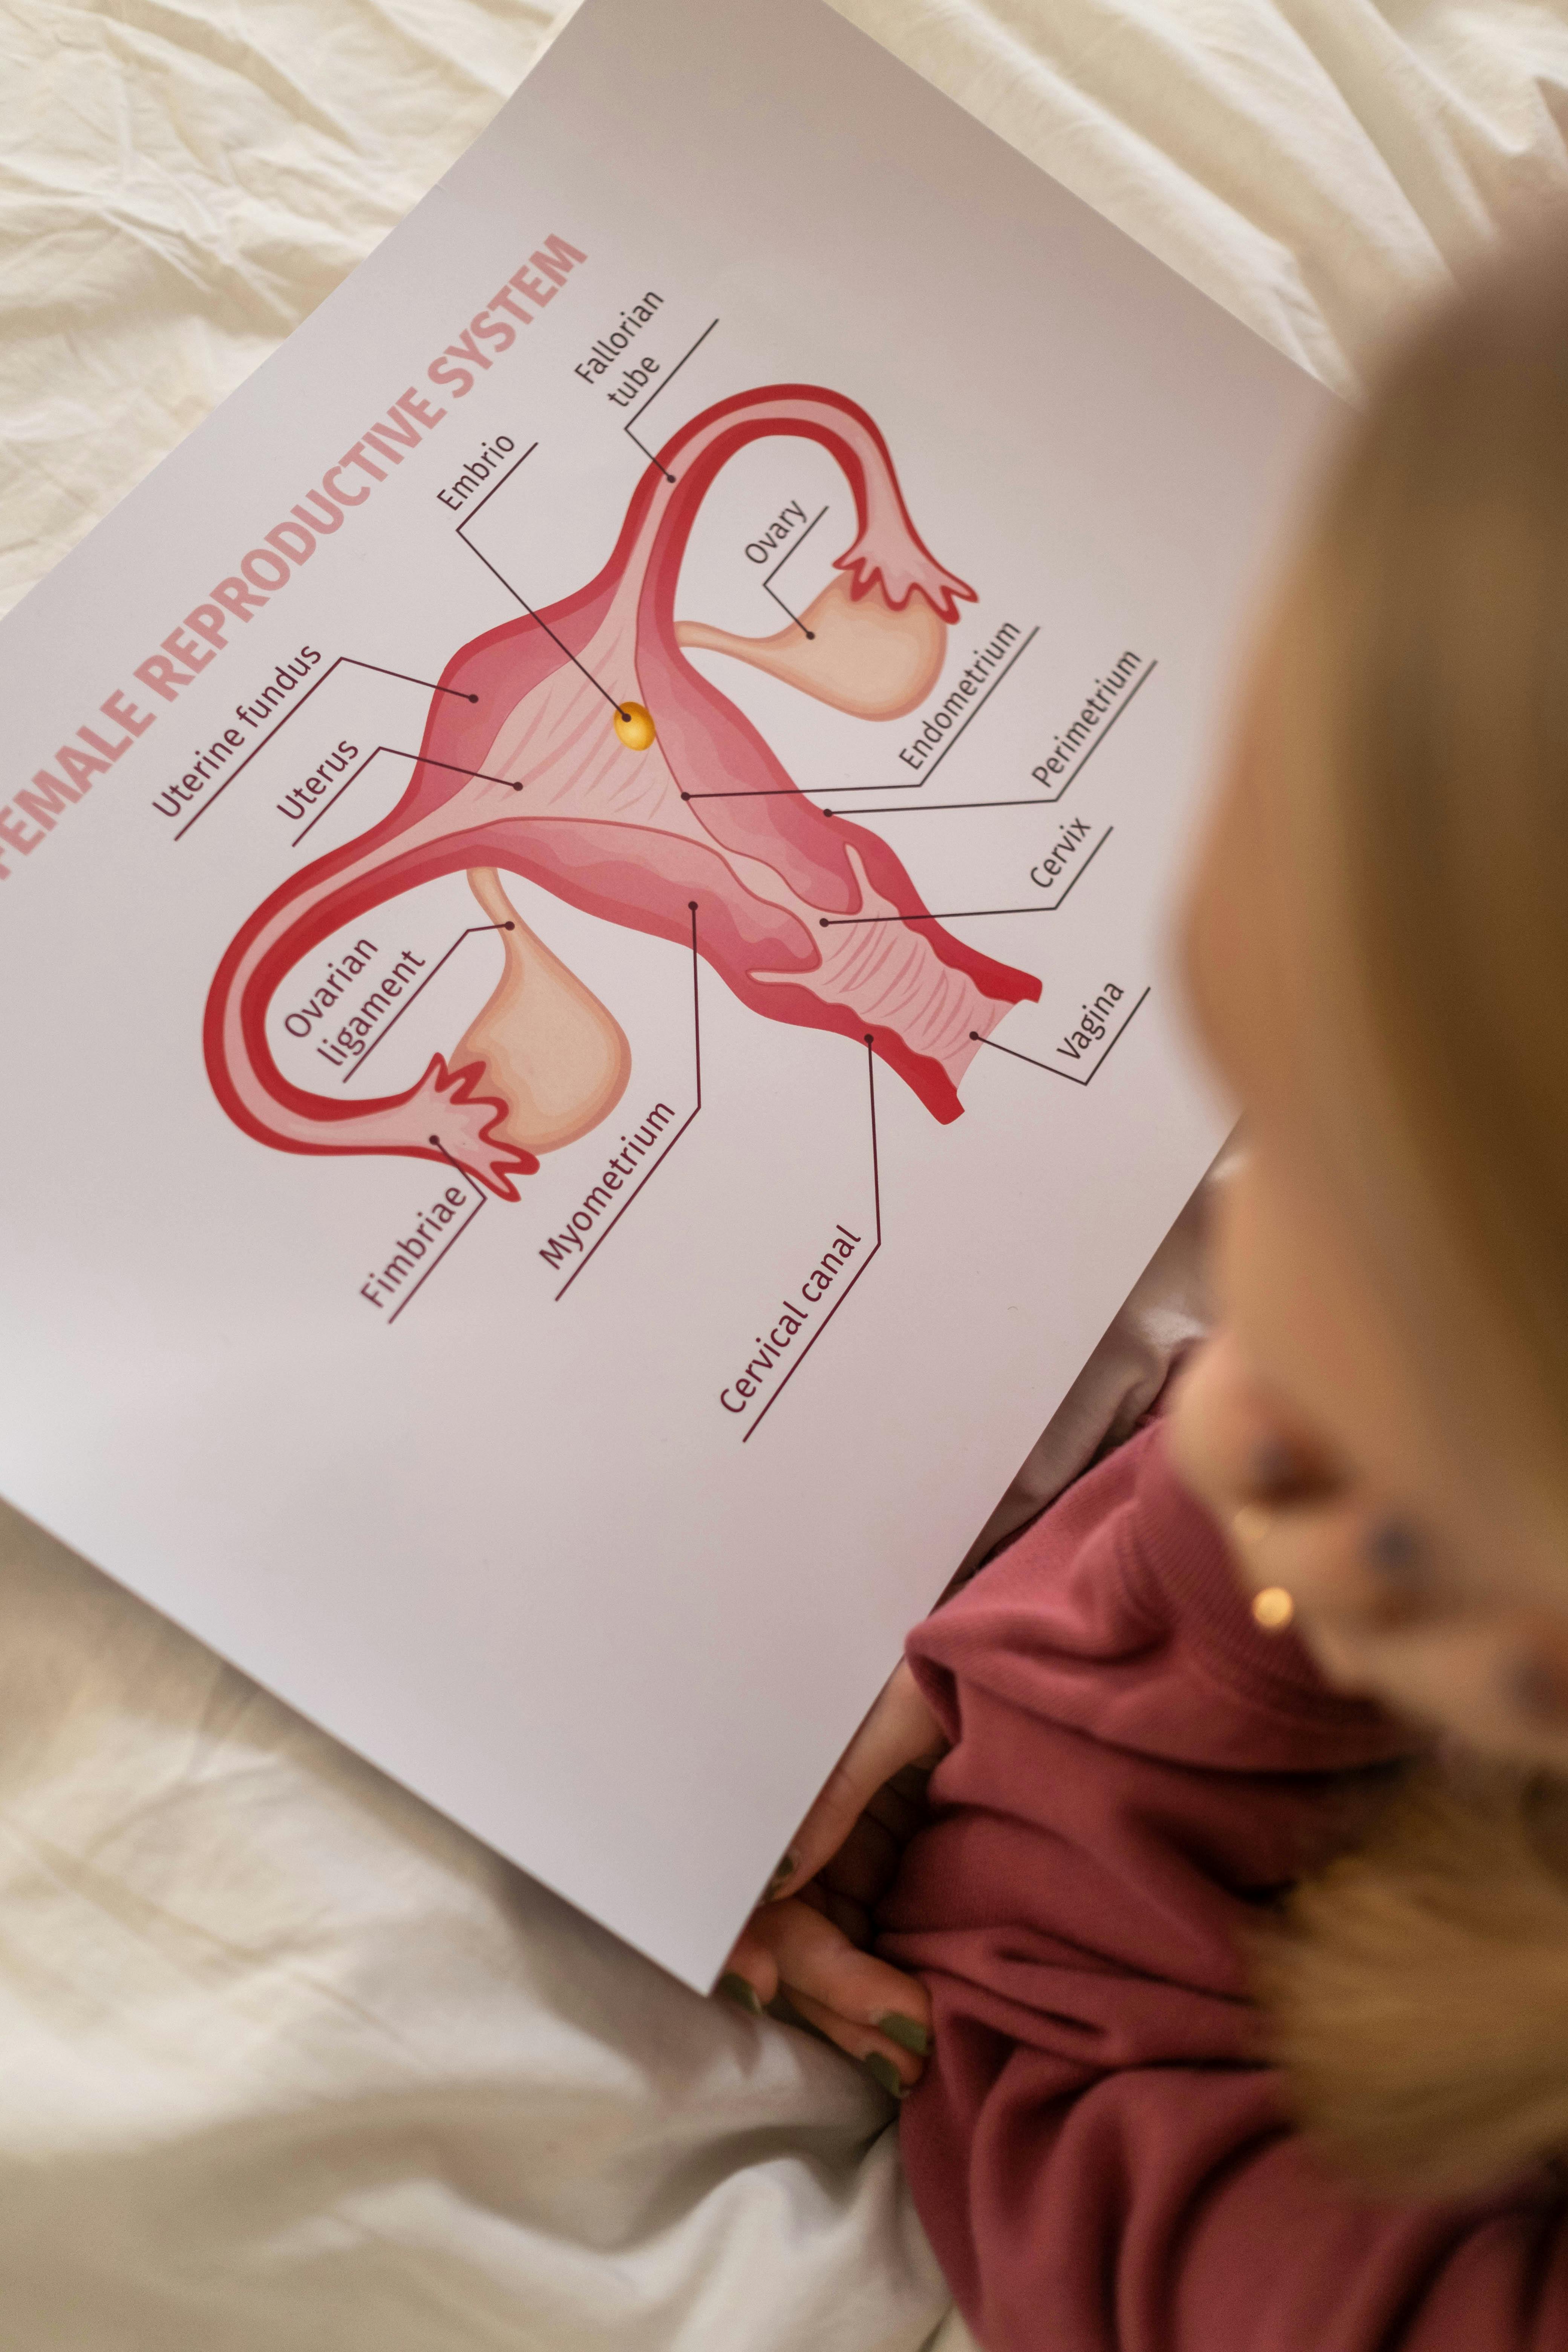 FEMALE REPRODUCTIVE SYSTEM
Uterine fundus
Uterus
Embrio
Fallorian
tube
Ovary
Endometrium
Perimetrium
Cervix
Vagina
Ovarian
ligament
Fimbriae
Myometrium
Cervical canal